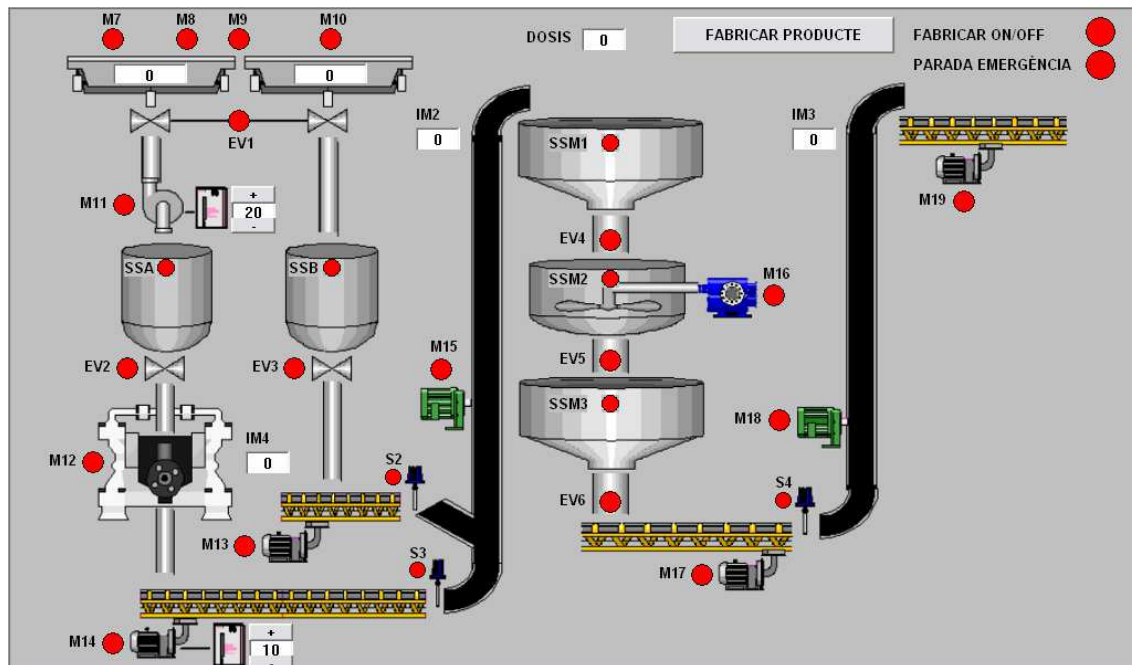 M7 M8 M9 M10
DOSIS 0 FABRICAR PRODUCTE FABRICAR ON/OFF
PARADA EMERGÈNCIA
0 0
EV1
IM2
0
IM3
0
SSM1
M11
+
20
-
M19
EV4
SSA SSB
SSM2
M16
EV2 EV3
M15
EV5
SSM3
M18
M12
IM4
0
S2
S4
EV6
M13
S3
M17
M14
+
10
-